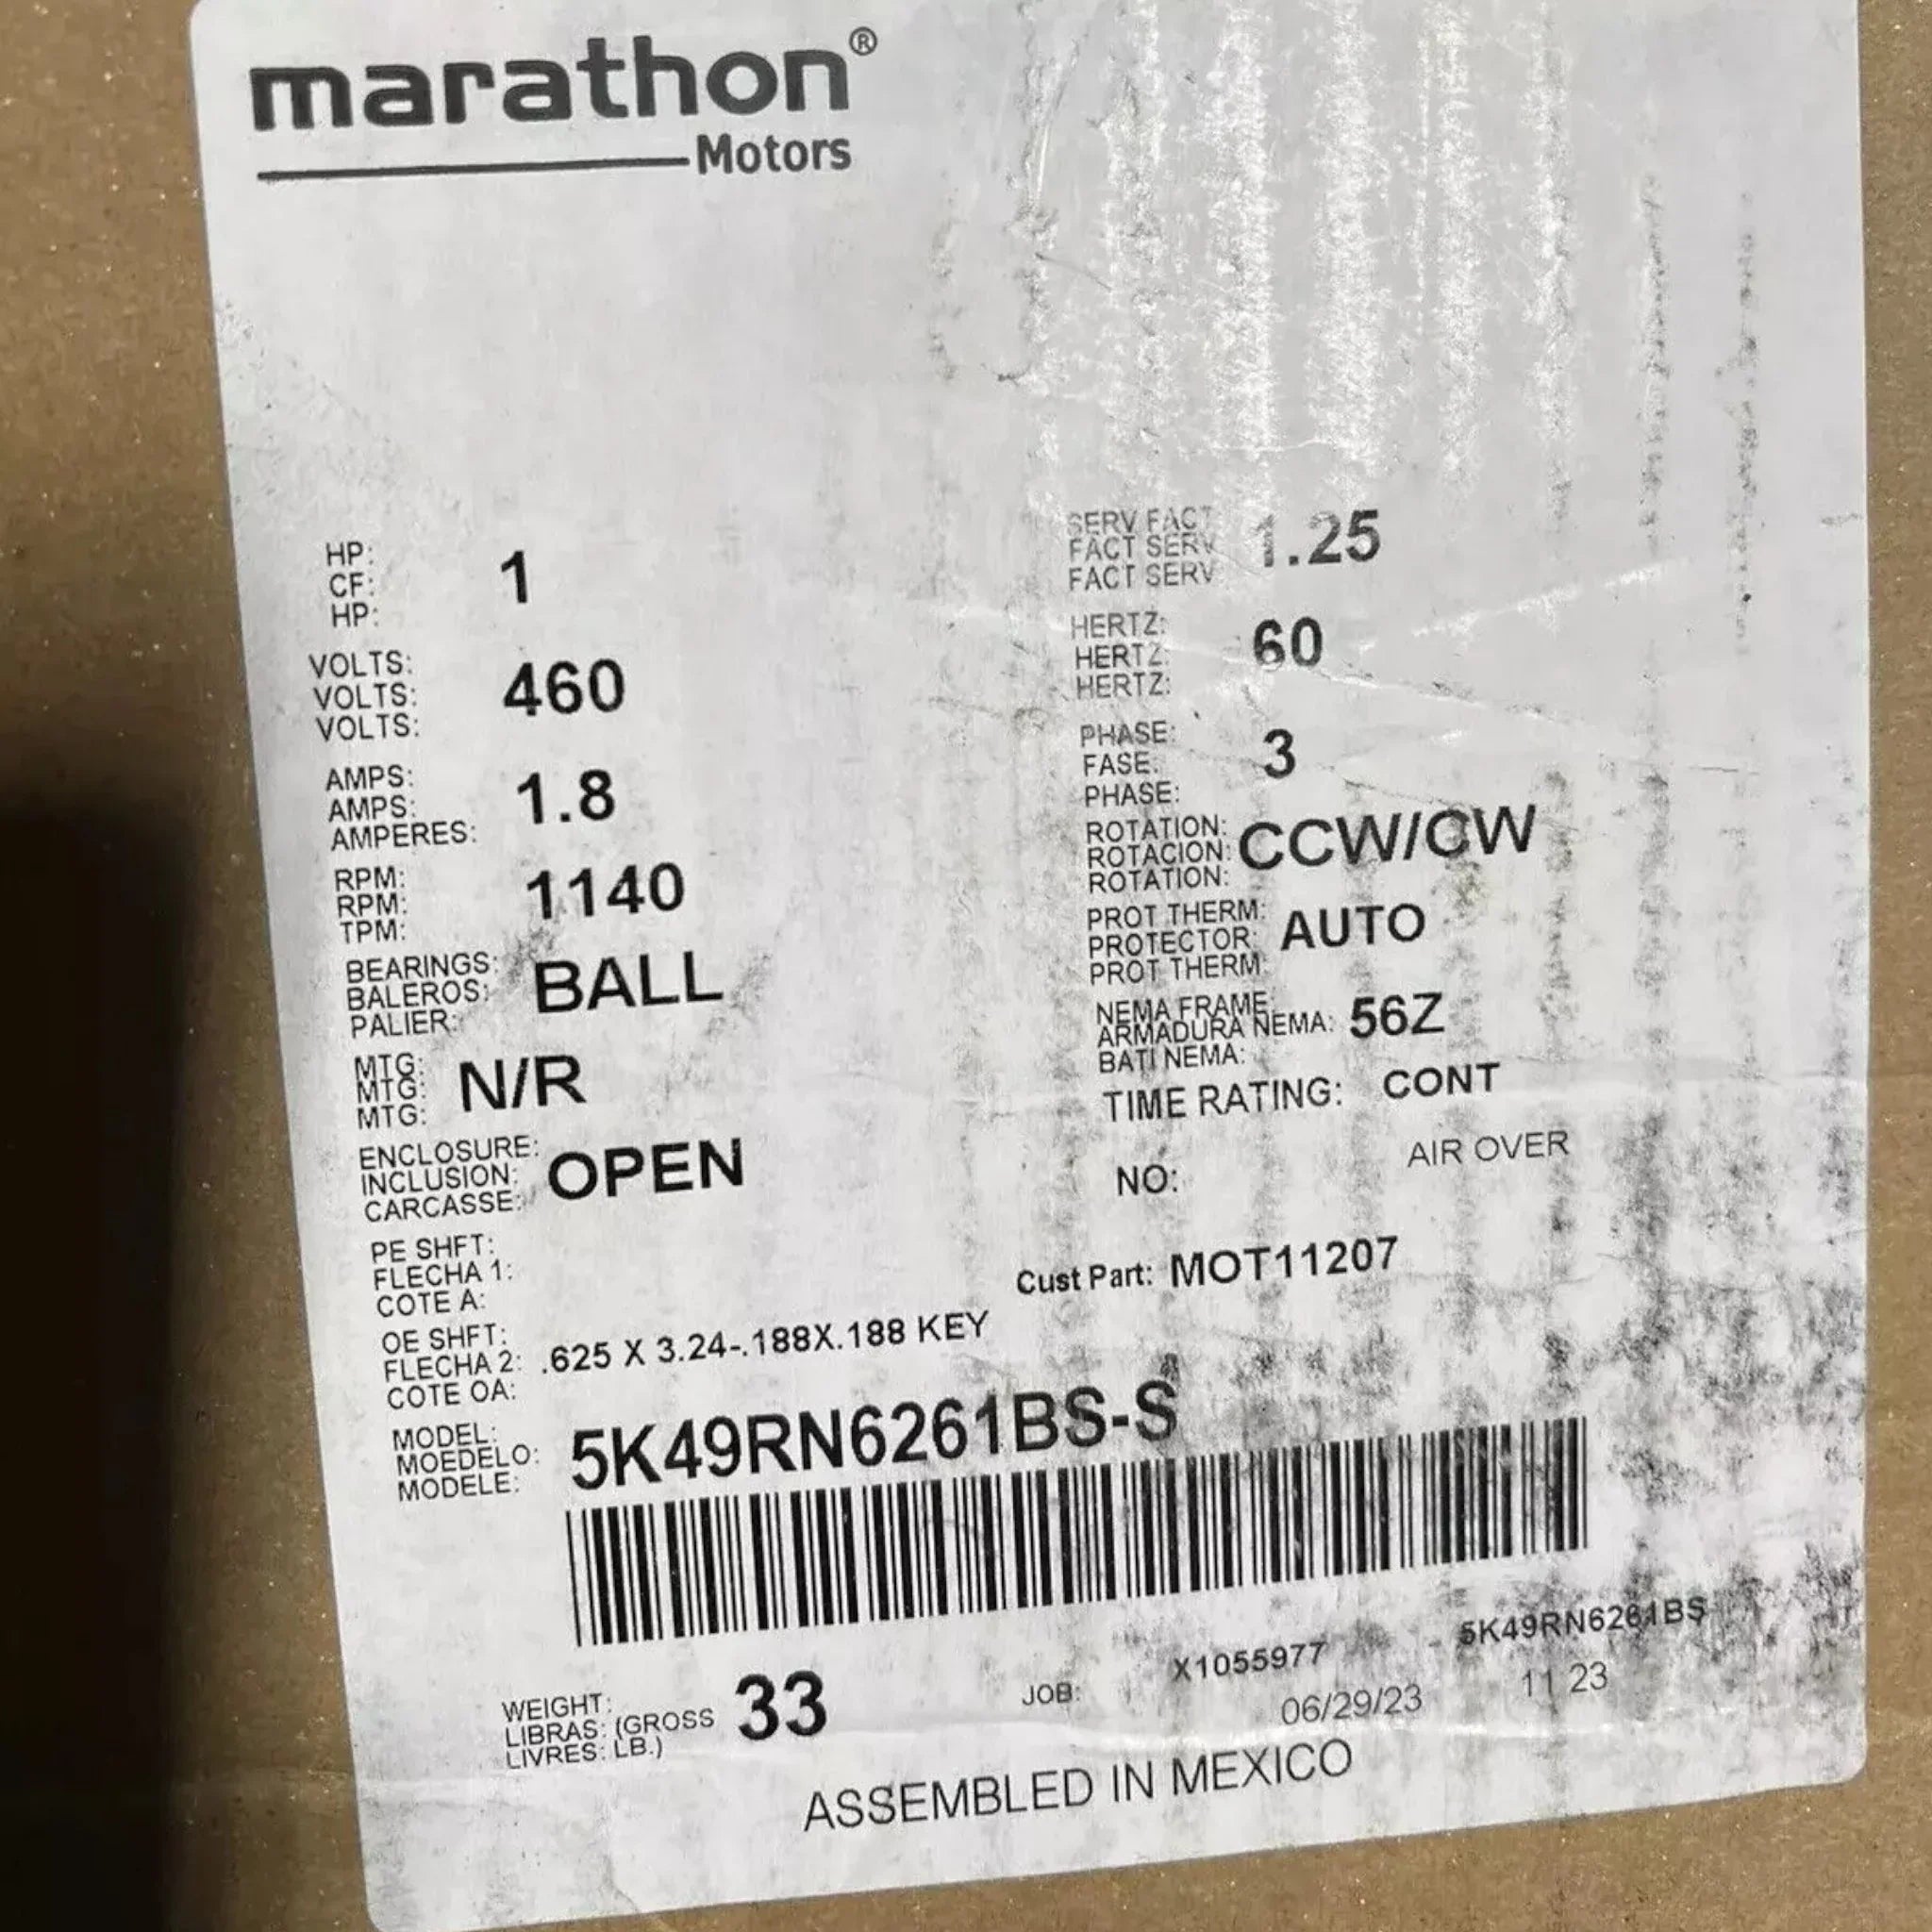 marathon®
Motors
HP:
CF:
HP:
1
VOLTS:
VOLTS:
VOLTS:
460
AMPS:
AMPS:
AMPERES:
1.8
RPM:
RPM:
TPM:
1140
BEARINGS:
BALEROS:
PALIER:
BALL
MTG:
MTG:
MTG:
N/R
ENCLOSURE:
INCLUSION:
CARCASSE:
OPEN
PE SHFT:
FLECHA 1:
COTE A:
OE SHFT:
FLECHA 2:
COTE OA:
.625 X 3.24-.188X.188 KEY
SERV FACT
FACT SERV
FACT SERV
1.25
HERTZ:
HERTZ:
HERTZ:
60
PHASE:
FASE:
PHASE:
3
ROTATION:
ROTACION:
ROTATION:
CCW/CW
PROT THERM:
PROTECTOR:
PROT THERM:
AUTO
NEMA FRAME:
ARMADURA NEMA:
BATI NEMA:
56Z
TIME RATING: CONT
AIR OVER
NO:
Cust Part: MOT11207
MODEL:
MOEDELO:
MODELE:
5K49RN6261BS-S
WEIGHT:
LIBRAS: (GROSS
LIVRES: LB.)
33
JOB:
X1055977
5K49RN6261BS
06/29/23
11 23
ASSEMBLED IN MEXICO